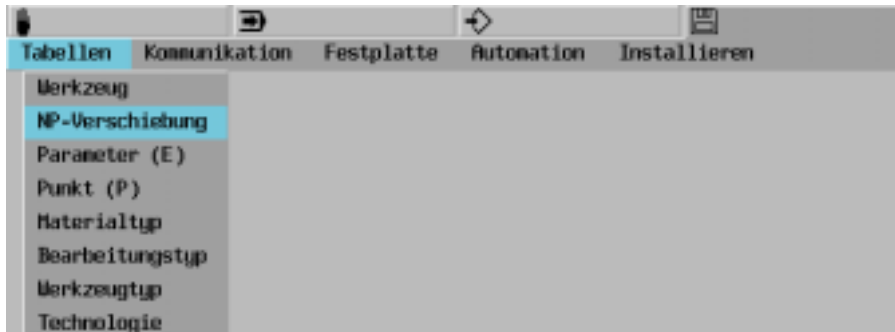 Tabellen Kommunikation Festplatte Automation Installieren
Werkzeug
NP-Verschiebung
Parameter (E)
Punkt (P)
Materialtyp
Bearbeitungstyp
Werkzeugtyp
Technologie